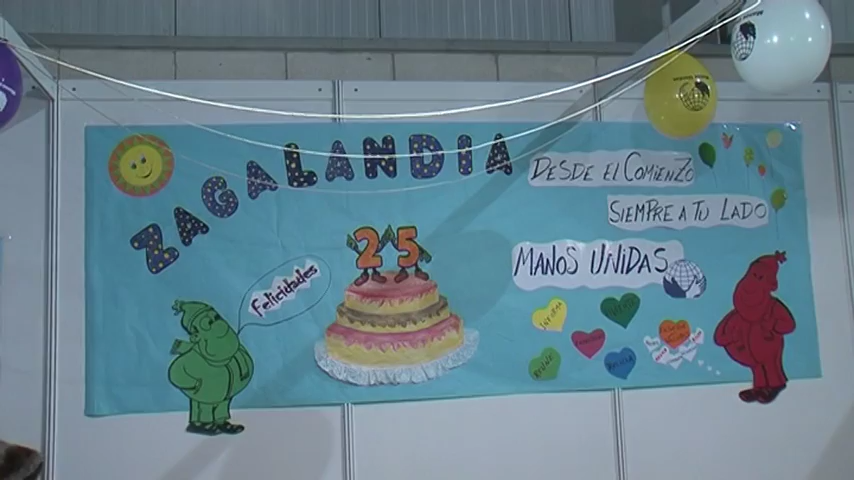 ZAGALANDIA
DESDE EL COMIENZO
SIEMPRE A TU LADO
MANOS UNIDAS
25
Felicidades